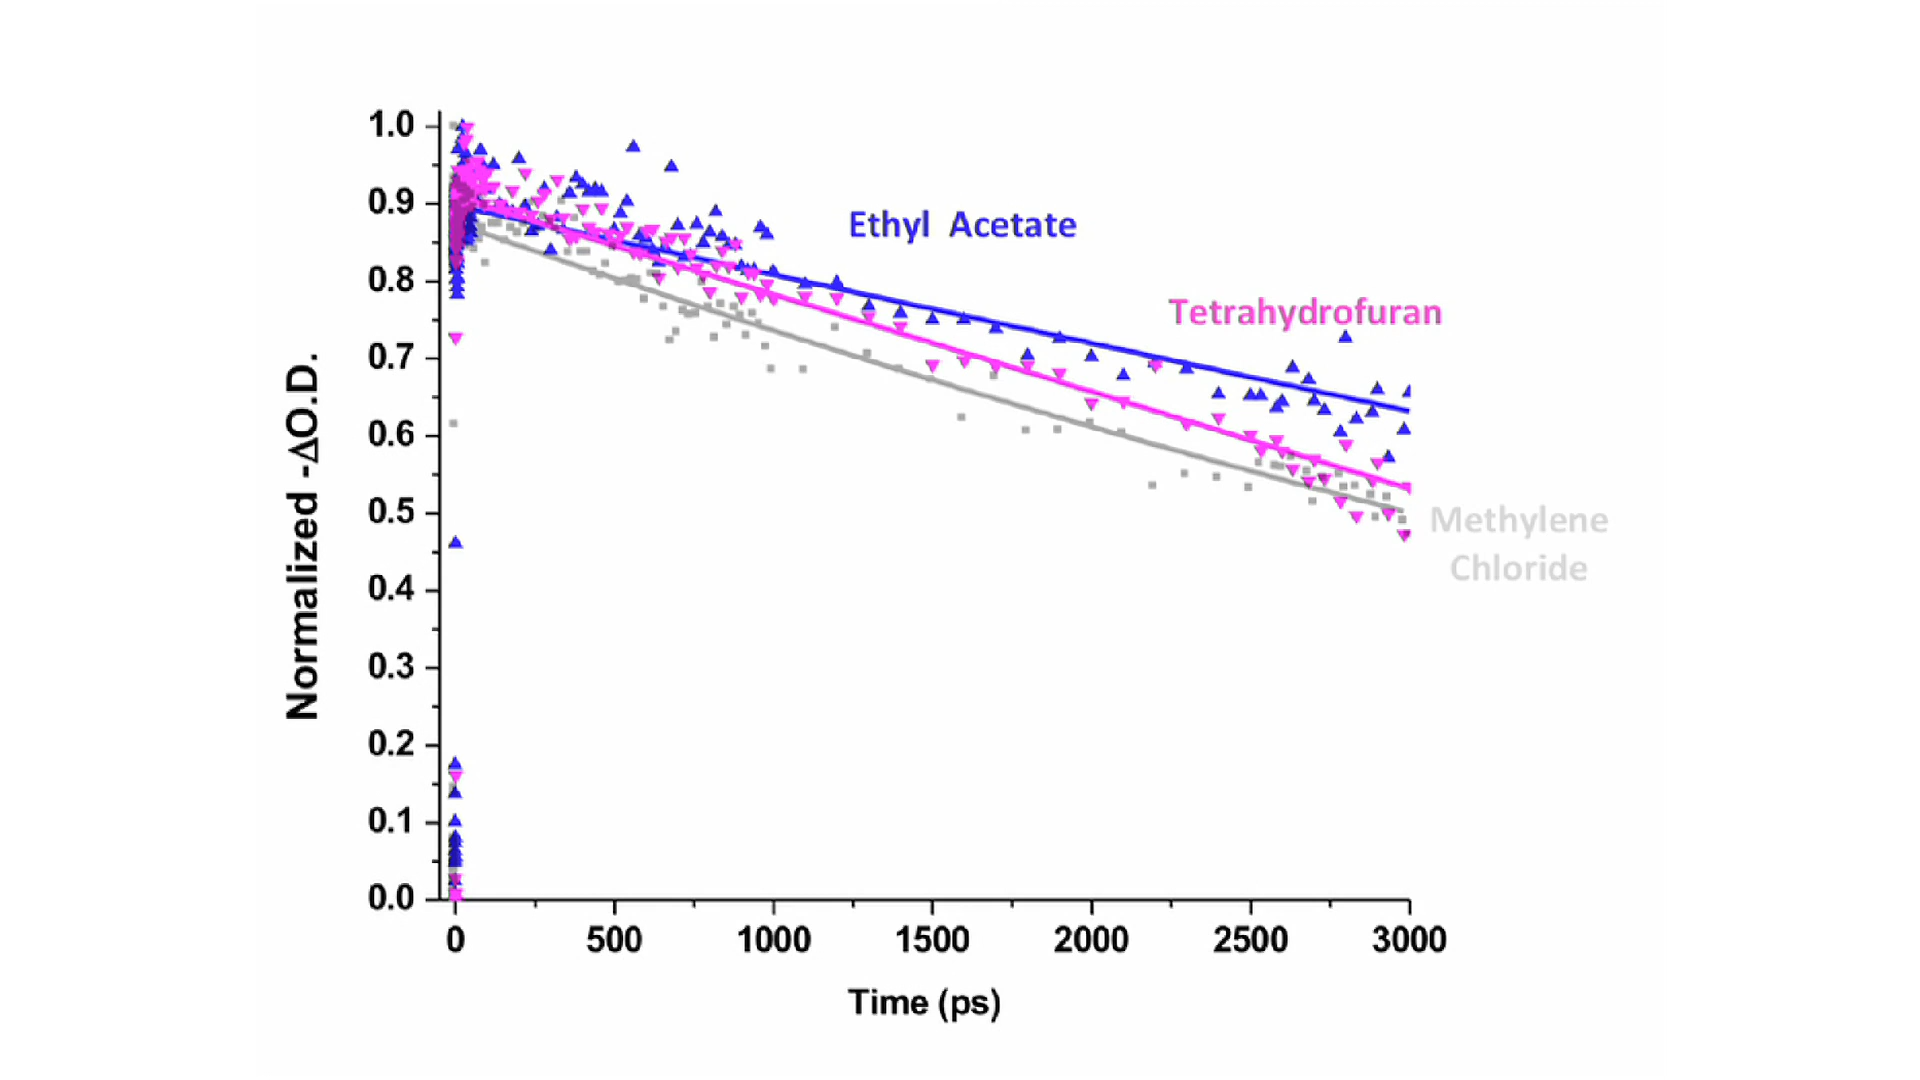 1.0
0.9
0.8
0.7
0.6
0.5
0.4
0.3
0.2
0.1
0.0
Normalized -ΔO.D.
Ethyl Acetate
Tetrahydrofuran
Methylene
Chloride
0 500 1000 1500 2000 2500 3000
Time (ps)